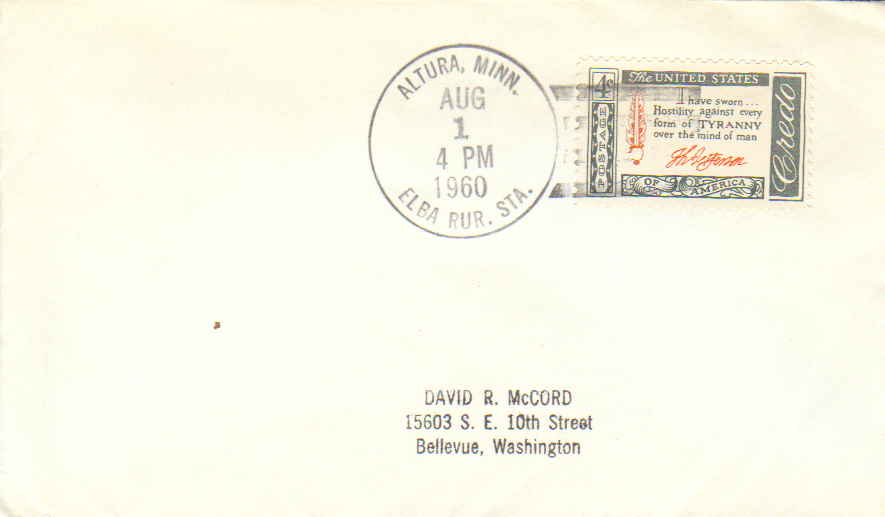 ALTURA, MINN.
AUG
1
4 PM
1960
ELBA RUR. STA.
4¢
POSTAGE
The UNITED STATES
I have sworn...
Hostility against every
form of TYRANNY
over the mind of man
Th Jefferson
OF AMERICA
Credo
DAVID R. McCORD
15603 S. E. 10th Street
Bellevue, Washington